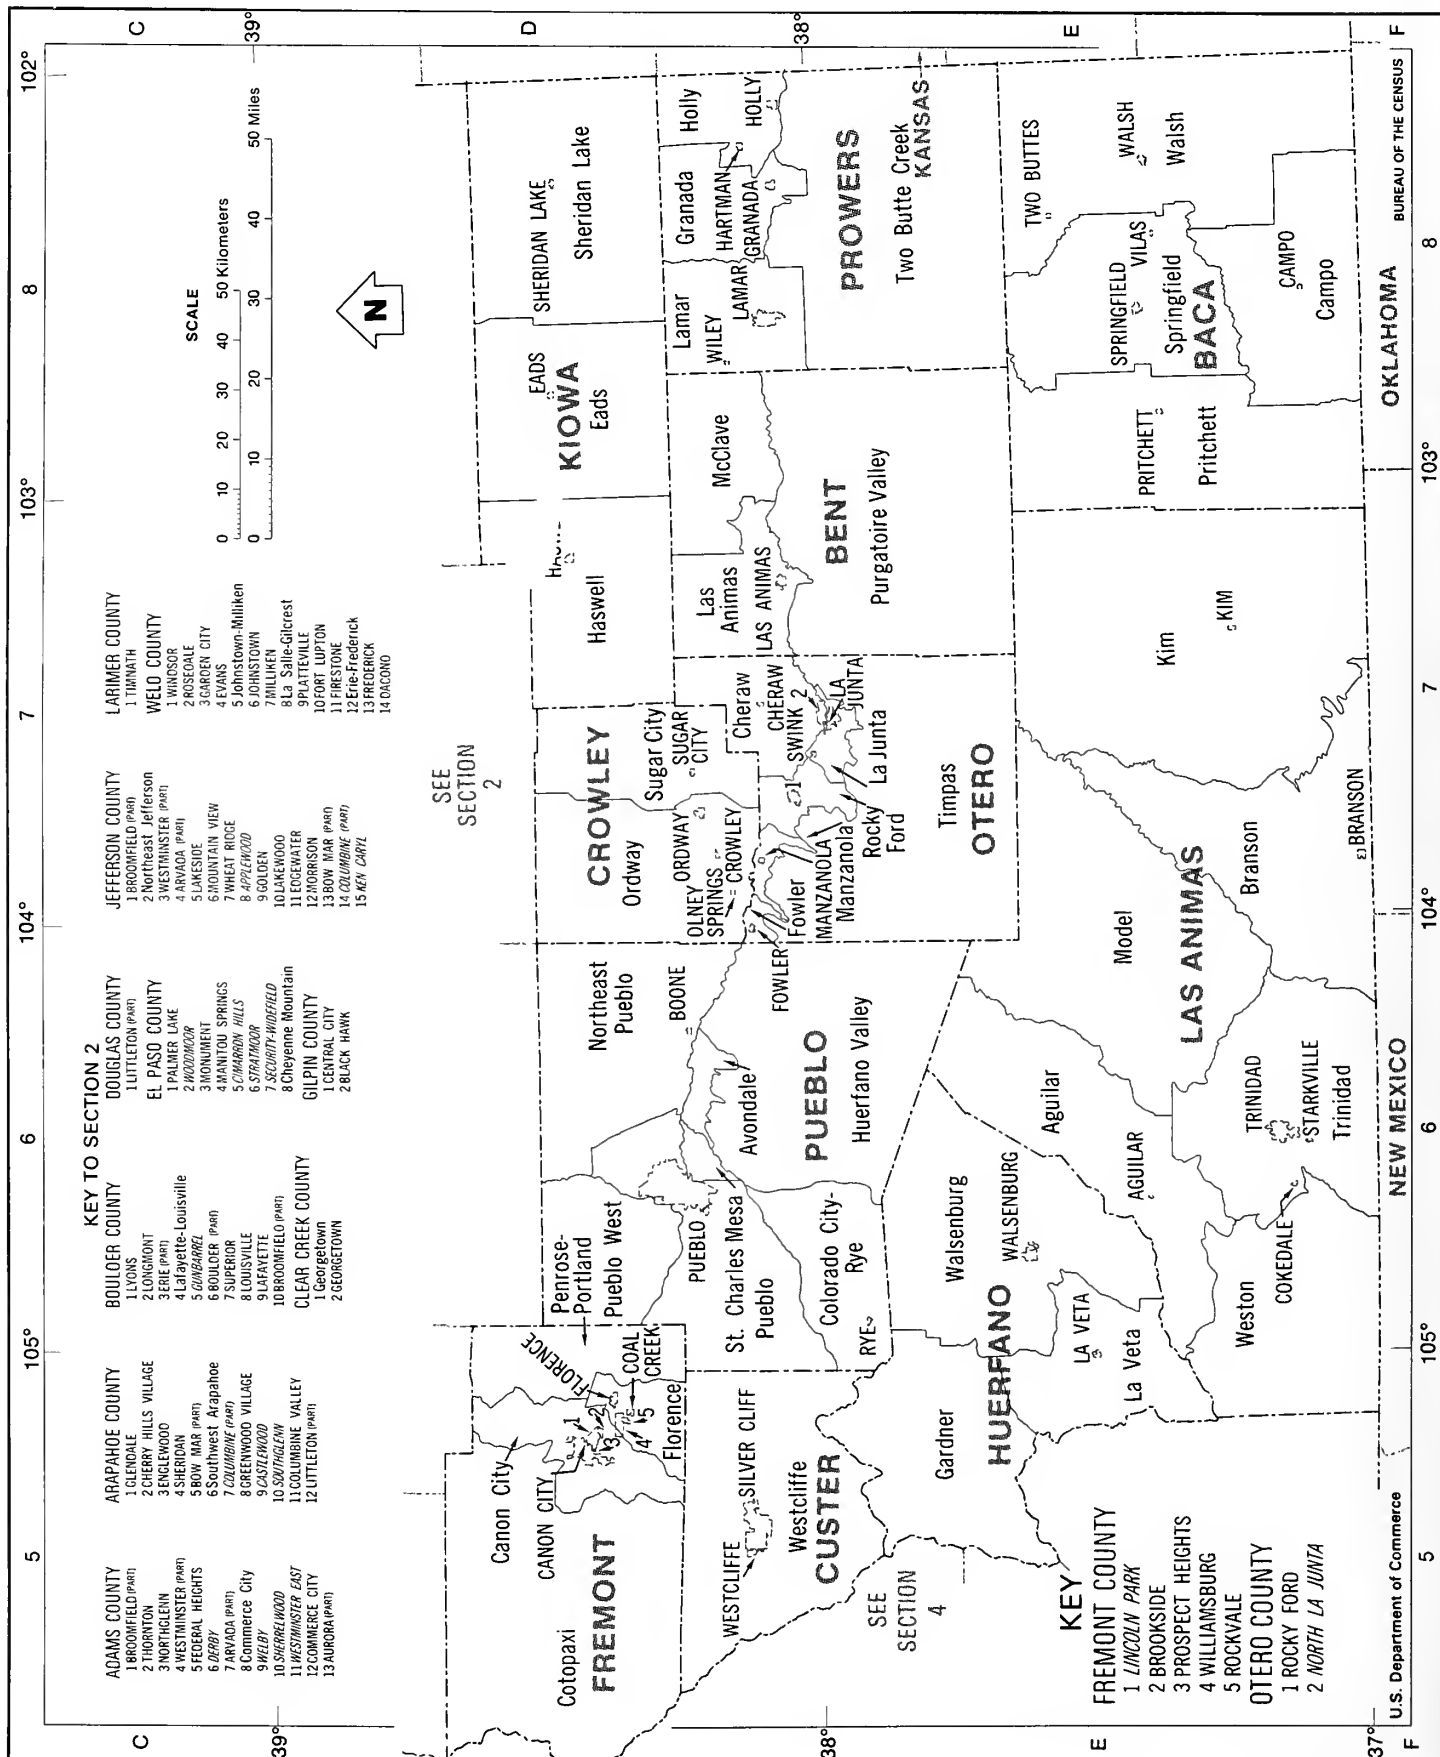 5
6
7
8
105°
104°
103°
102°
C
39°
D
38°
E
37°
F
KEY TO SECTION 2
ADAMS COUNTY
1 BROOMFIELD (PART)
2 THORNTON
3 NORTHGLENN
4 WESTMINSTER (PART)
5 FEDERAL HEIGHTS
6 DERBY
7 ARVADA (PART)
8 Commerce City
9 WELBY
10 SHERRELWOOD
11 WESTMINSTER EAST
12 COMMERCE CITY
13 AURORA (PART)
ARAPAHOE COUNTY
1 GLENDALE
2 CHERRY HILLS VILLAGE
3 ENGLEWOOD
4 SHERIDAN
5 BOW MAR (PART)
6 Southwest Arapahoe
7 COLUMBINE (PART)
8 GREENWOOD VILLAGE
9 CASTLEWOOD
10 SOUTHGLENN
11 COLUMBINE VALLEY
12 LITTLETON (PART)
BOULDER COUNTY
1 LYONS
2 LONGMONT
3 ERIE (PART)
4 Lafayette-Louisville
5 GUNBARREL
6 BOULDER (PART)
7 SUPERIOR
8 LOUISVILLE
9 LAFAYETTE
10 BROOMFIELD (PART)
CLEAR CREEK COUNTY
1 Georgetown
2 GEORGETOWN
DOUGLAS COUNTY
1 LITTLETON (PART)
EL PASO COUNTY
1 PALMER LAKE
2 WOODMOOR
3 MONUMENT
4 MANITOU SPRINGS
5 CIMARRON HILLS
6 STRATMOOR
7 SECURITY-WIDEFIELD
8 Cheyenne Mountain
GILPIN COUNTY
1 CENTRAL CITY
2 BLACK HAWK
JEFFERSON COUNTY
1 BROOMFIELD (PART)
2 Northeast Jefferson
3 WESTMINSTER (PART)
4 ARVADA (PART)
5 LAKESIDE
6 MOUNTAIN VIEW
7 WHEAT RIDGE
8 APPLEWOOD
9 GOLDEN
10 LAKEWOOD
11 EDGEWATER
12 MORRISON
13 BOW MAR (PART)
14 COLUMBINE (PART)
15 KEN CARYL
LARIMER COUNTY
1 TIMNATH
WELD COUNTY
1 WINDSOR
2 ROSEDALE
3 GARDEN CITY
4 EVANS
5 Johnstown-Milliken
6 JOHNSTOWN
7 MILLIKEN
8 La Salle-Gilcrest
9 PLATTEVILLE
10 FORT LUPTON
11 FIRESTONE
12 Erie-Frederick
13 FREDERICK
14 DACONO
SCALE
0 10 20 30 40 50 Kilometers
0 10 20 30 40 50 Miles
N
SEE
SECTION
2
Canon City
CANON CITY
Cotopaxi
FREMONT
FLORENCE
COAL
CREEK
1
2
3
4
5
Florence
Penrose-
Portland
Pueblo West
PUEBLO
St. Charles Mesa
Pueblo
Colorado City-
Rye
RYE
Avondale
PUEBLO
Huerfano Valley
Northeast
Pueblo
BOONE
CROWLEY
Ordway
Sugar City
SUGAR
CITY
ORDWAY
OLNEY
SPRINGS
CROWLEY
FOWLER
Fowler
MANZANOLA
Manzanola
Rocky
Ford
1
SWINK
2
LA
JUNTA
La Junta
Cheraw
CHERAW
Timpas
OTERO
Haswell
EADS
KIOWA
Eads
SHERIDAN LAKE
Sheridan Lake
Las
Animas
LAS ANIMAS
McClave
BENT
Purgatoire Valley
Lamar
WILEY
LAMAR
Granada
HARTMAN
GRANADA
Holly
HOLLY
PROWERS
Two Butte Creek
KANSAS
WESTCLIFFE
SILVER CLIFF
Westcliffe
CUSTER
SEE
SECTION
4
Gardner
HUERFANO
Walsenburg
WALSENBURG
LA VETA
La Veta
Aguilar
AGUILAR
Weston
COKEDALE
TRINIDAD
STARKVILLE
Trinidad
Model
LAS ANIMAS
Branson
BRANSON
Kim
KIM
PRITCHETT
Pritchett
SPRINGFIELD
VILAS
Springfield
BACA
TWO BUTTES
WALSH
Walsh
CAMPO
Campo
NEW MEXICO
OKLAHOMA
KEY
FREMONT COUNTY
1 LINCOLN PARK
2 BROOKSIDE
3 PROSPECT HEIGHTS
4 WILLIAMSBURG
5 ROCKVALE
OTERO COUNTY
1 ROCKY FORD
2 NORTH LA JUNTA
C
39°
38°
E
37°
F
105°
104°
103°
5
6
7
8
U.S. Department of Commerce
BUREAU OF THE CENSUS